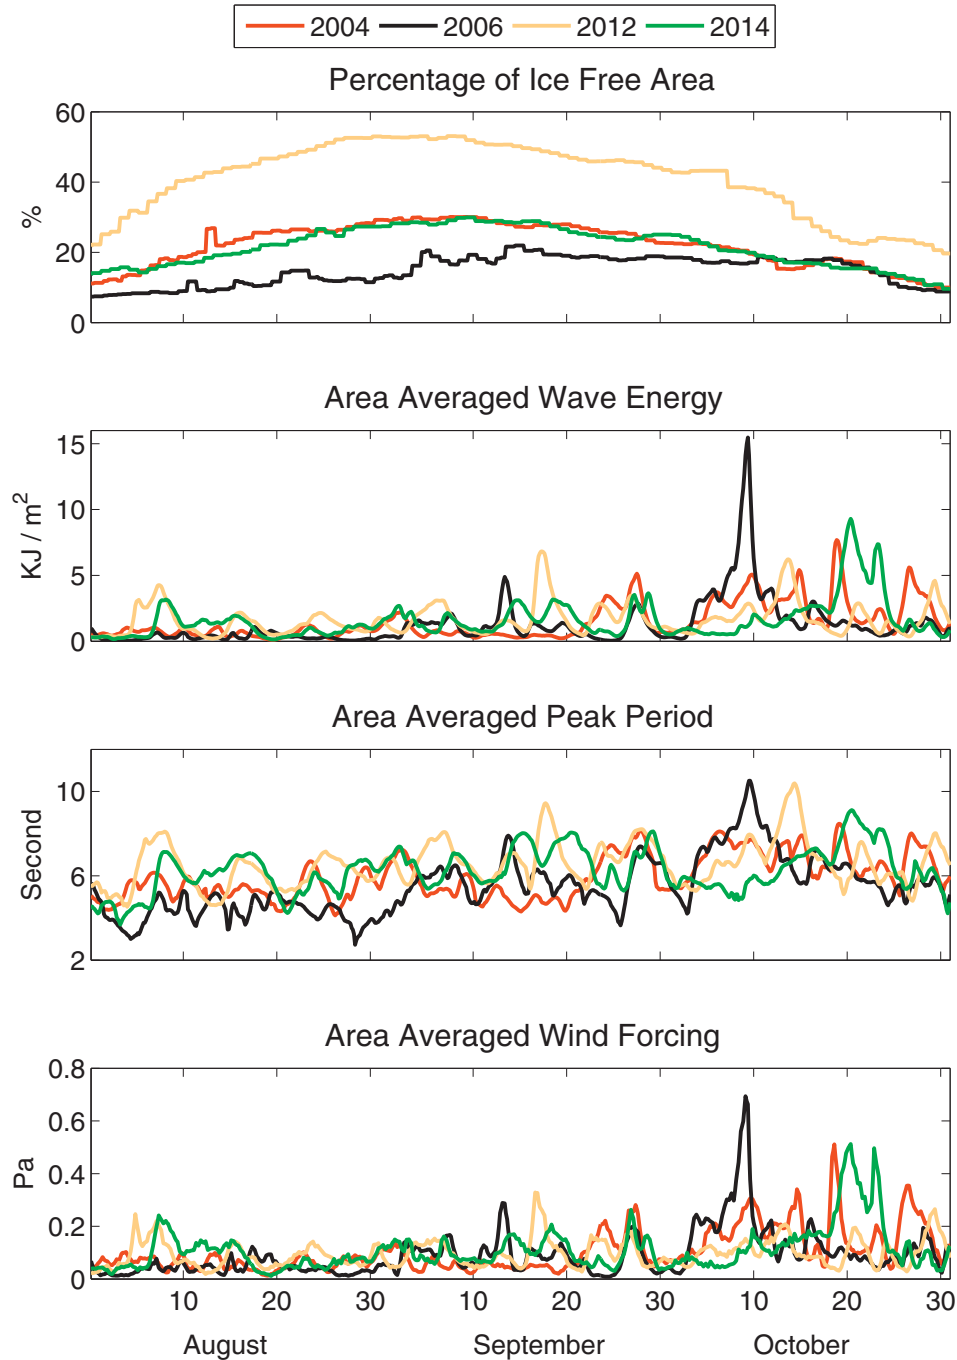 2004 2006 2012 2014
Percentage of Ice Free Area
60
40
20
0
%
Area Averaged Wave Energy
15
10
5
0
KJ / m²
Area Averaged Peak Period
10
6
2
Second
Area Averaged Wind Forcing
0.8
0.6
0.4
0.2
0
Pa
10 20 30 10 20 30 10 20 30
August September October